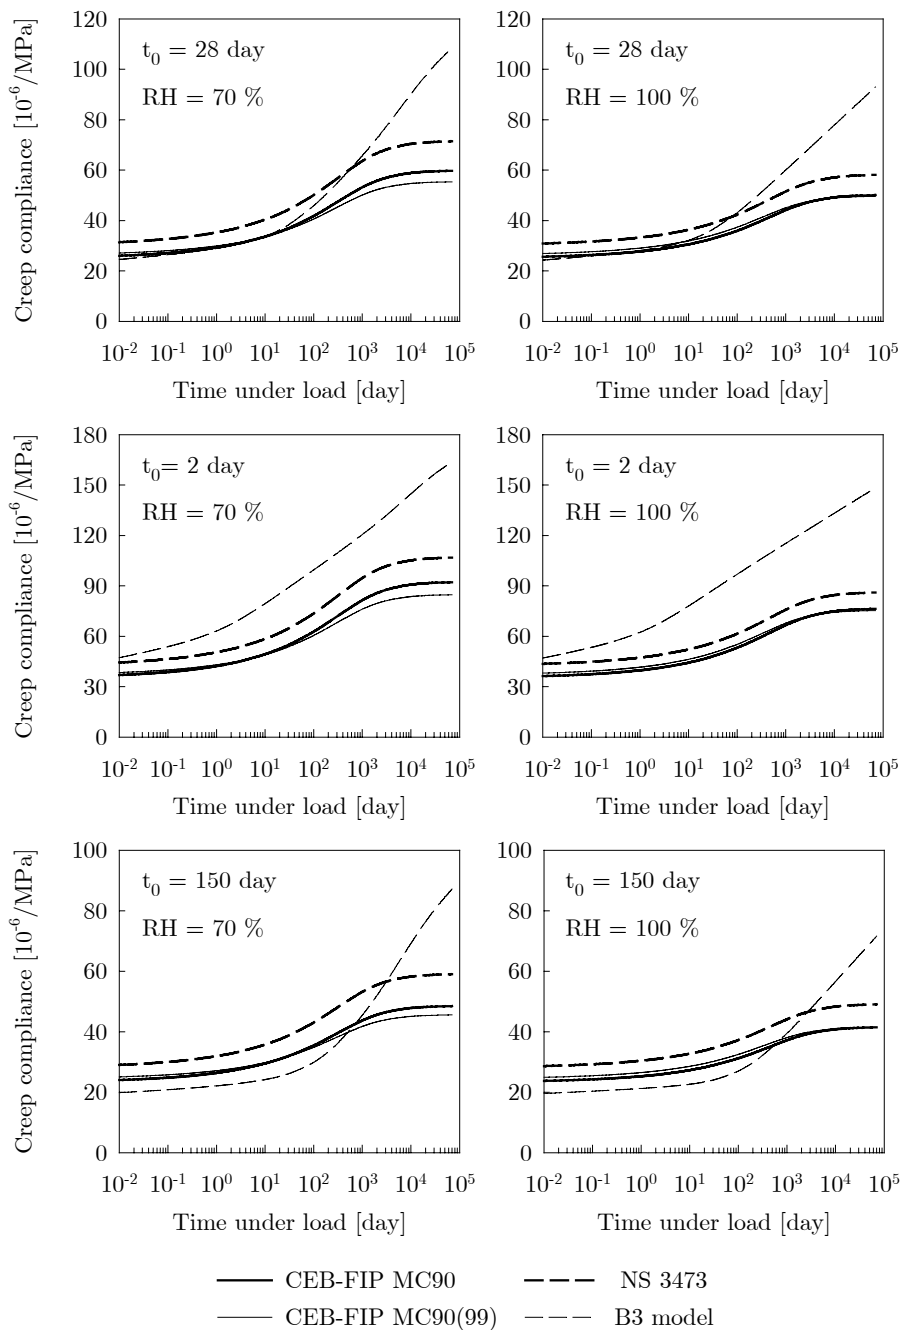 120
100
80
60
40
20
0
Creep compliance [10⁻⁶/MPa]
t₀ = 28 day
RH = 70 %
10⁻² 10⁻¹ 10⁰ 10¹ 10² 10³ 10⁴ 10⁵
Time under load [day]
120
100
80
60
40
20
0
t₀ = 28 day
RH = 100 %
10⁻² 10⁻¹ 10⁰ 10¹ 10² 10³ 10⁴ 10⁵
Time under load [day]
180
150
120
90
60
30
0
Creep compliance [10⁻⁶/MPa]
t₀= 2 day
RH = 70 %
10⁻² 10⁻¹ 10⁰ 10¹ 10² 10³ 10⁴ 10⁵
Time under load [day]
180
150
120
90
60
30
0
t₀ = 2 day
RH = 100 %
10⁻² 10⁻¹ 10⁰ 10¹ 10² 10³ 10⁴ 10⁵
Time under load [day]
100
80
60
40
20
0
Creep compliance [10⁻⁶/MPa]
t₀ = 150 day
RH = 70 %
10⁻² 10⁻¹ 10⁰ 10¹ 10² 10³ 10⁴ 10⁵
Time under load [day]
100
80
60
40
20
0
t₀ = 150 day
RH = 100 %
10⁻² 10⁻¹ 10⁰ 10¹ 10² 10³ 10⁴ 10⁵
Time under load [day]
CEB-FIP MC90 NS 3473
CEB-FIP MC90(99) B3 model